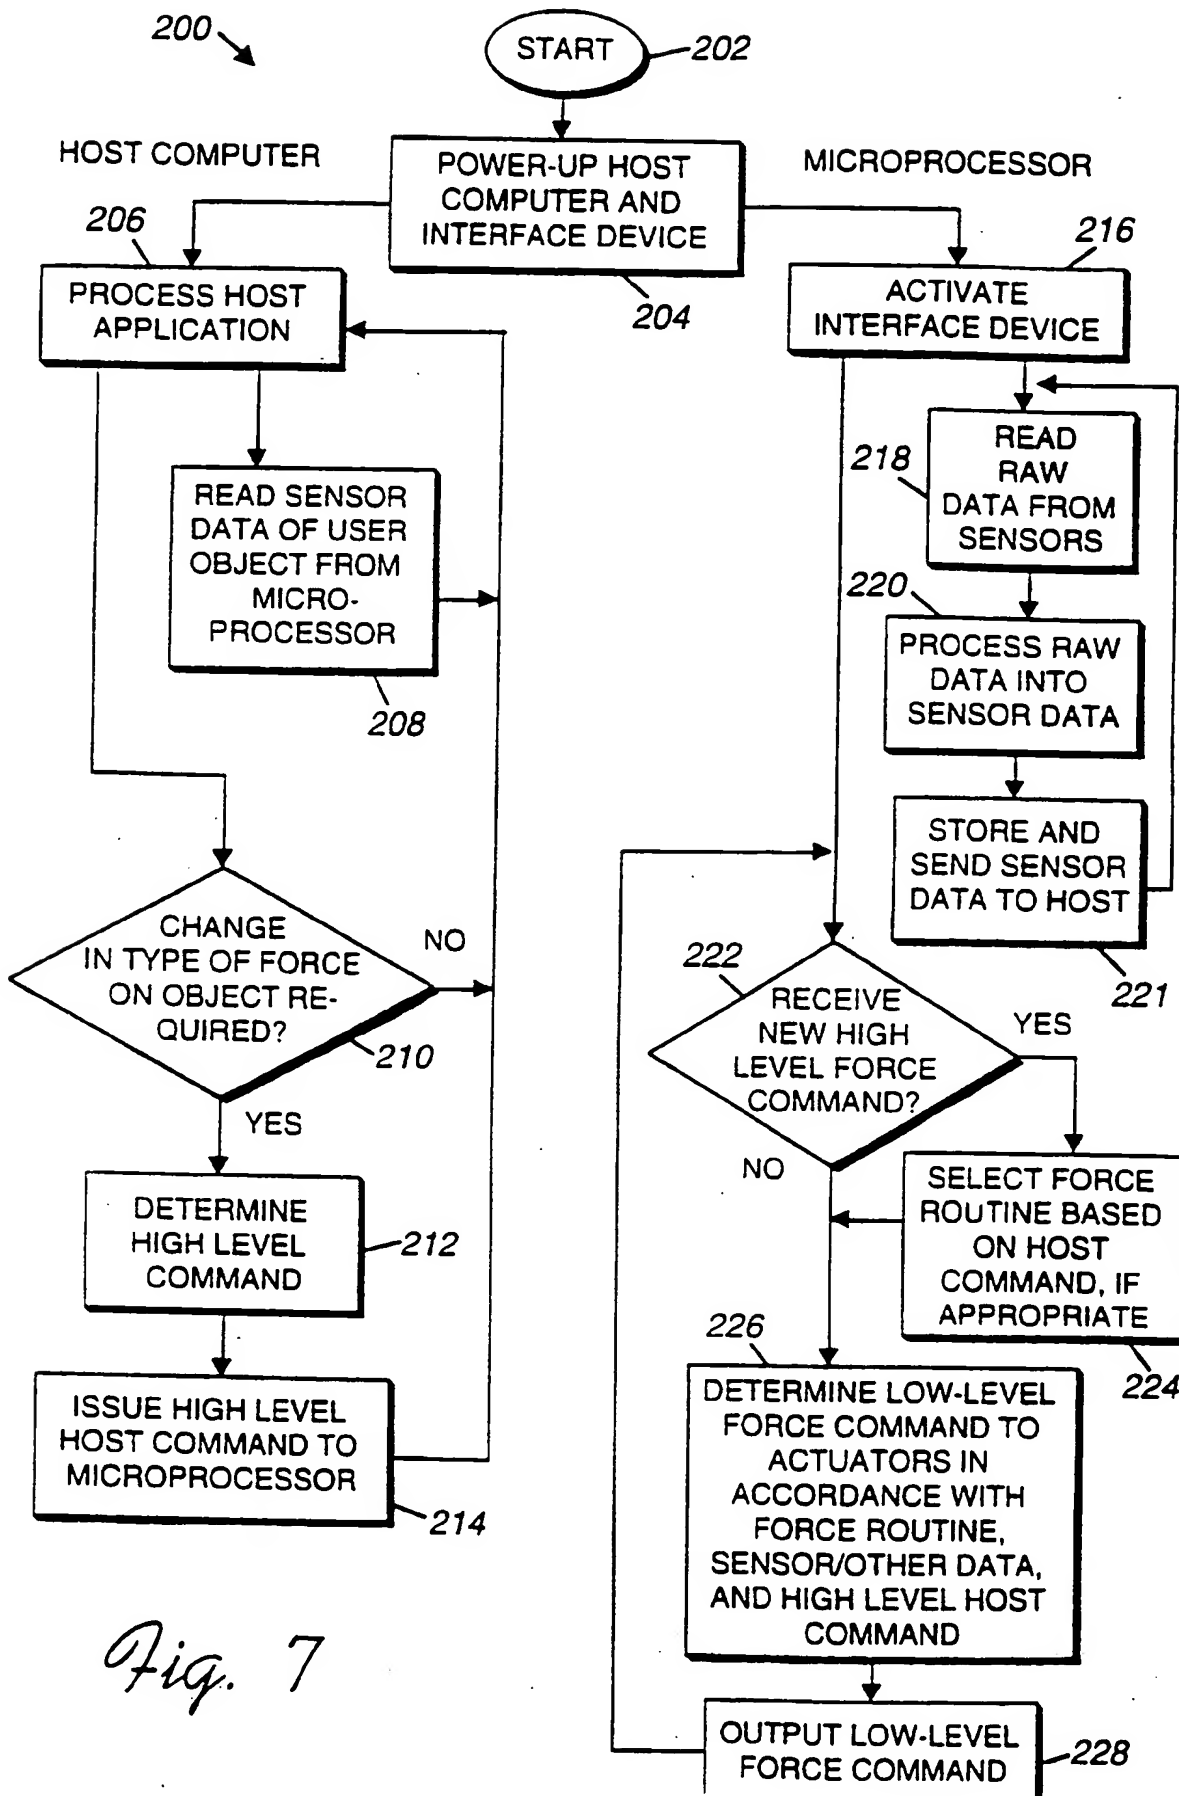 200
START
202
HOST COMPUTER
POWER-UP HOST
COMPUTER AND
INTERFACE DEVICE
204
MICROPROCESSOR
206
PROCESS HOST
APPLICATION
READ SENSOR
DATA OF USER
OBJECT FROM
MICRO-
PROCESSOR
208
CHANGE
IN TYPE OF FORCE
ON OBJECT RE-
QUIRED?
NO
210
YES
DETERMINE
HIGH LEVEL
COMMAND
212
ISSUE HIGH LEVEL
HOST COMMAND TO
MICROPROCESSOR
214
216
ACTIVATE
INTERFACE DEVICE
218
READ
RAW
DATA FROM
SENSORS
220
PROCESS RAW
DATA INTO
SENSOR DATA
STORE AND
SEND SENSOR
DATA TO HOST
221
222
RECEIVE
NEW HIGH
LEVEL FORCE
COMMAND?
YES
NO
SELECT FORCE
ROUTINE BASED
ON HOST
COMMAND, IF
APPROPRIATE
224
226
DETERMINE LOW-LEVEL
FORCE COMMAND TO
ACTUATORS IN
ACCORDANCE WITH
FORCE ROUTINE,
SENSOR/OTHER DATA,
AND HIGH LEVEL HOST
COMMAND
OUTPUT LOW-LEVEL
FORCE COMMAND
228
Fig. 7